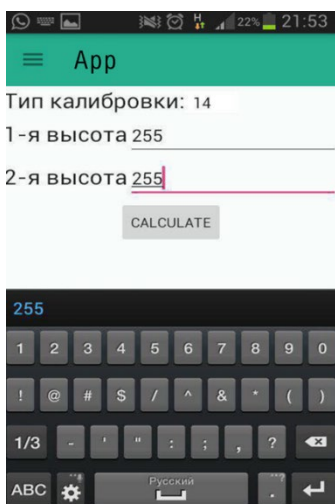 H 22% 21:53
App
Тип калибровки: 14
1-я высота 255
2-я высота 255
CALCULATE
255
1 2 3 4 5 6 7 8 9 0
! @ # $ / ^ & * ( )
1/3 - ' " : ; , ? 
ABC Русский . ...?